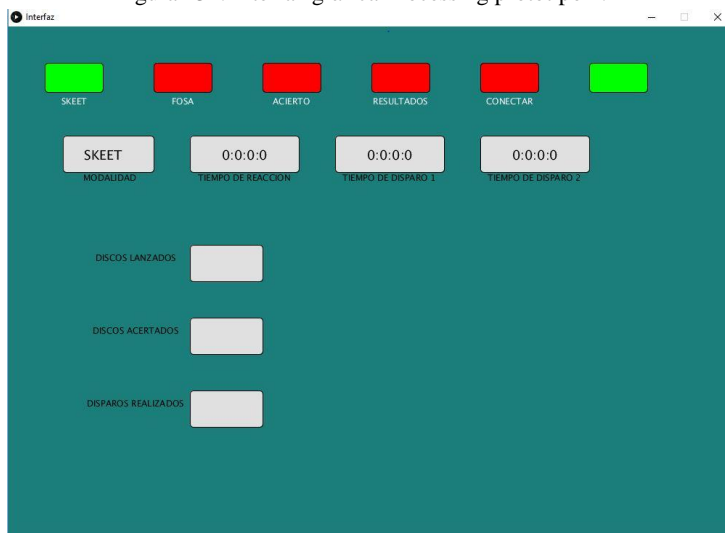 Interfaz
SKEET FOSA ACIERTO RESULTADOS CONECTAR
SKEET 0:0:0:0 0:0:0:0 0:0:0:0
MODALIDAD TIEMPO DE REACCION TIEMPO DE DISPARO 1 TIEMPO DE DISPARO 2
DISCOS LANZADOS
DISCOS ACERTADOS
DISPAROS REALIZADOS